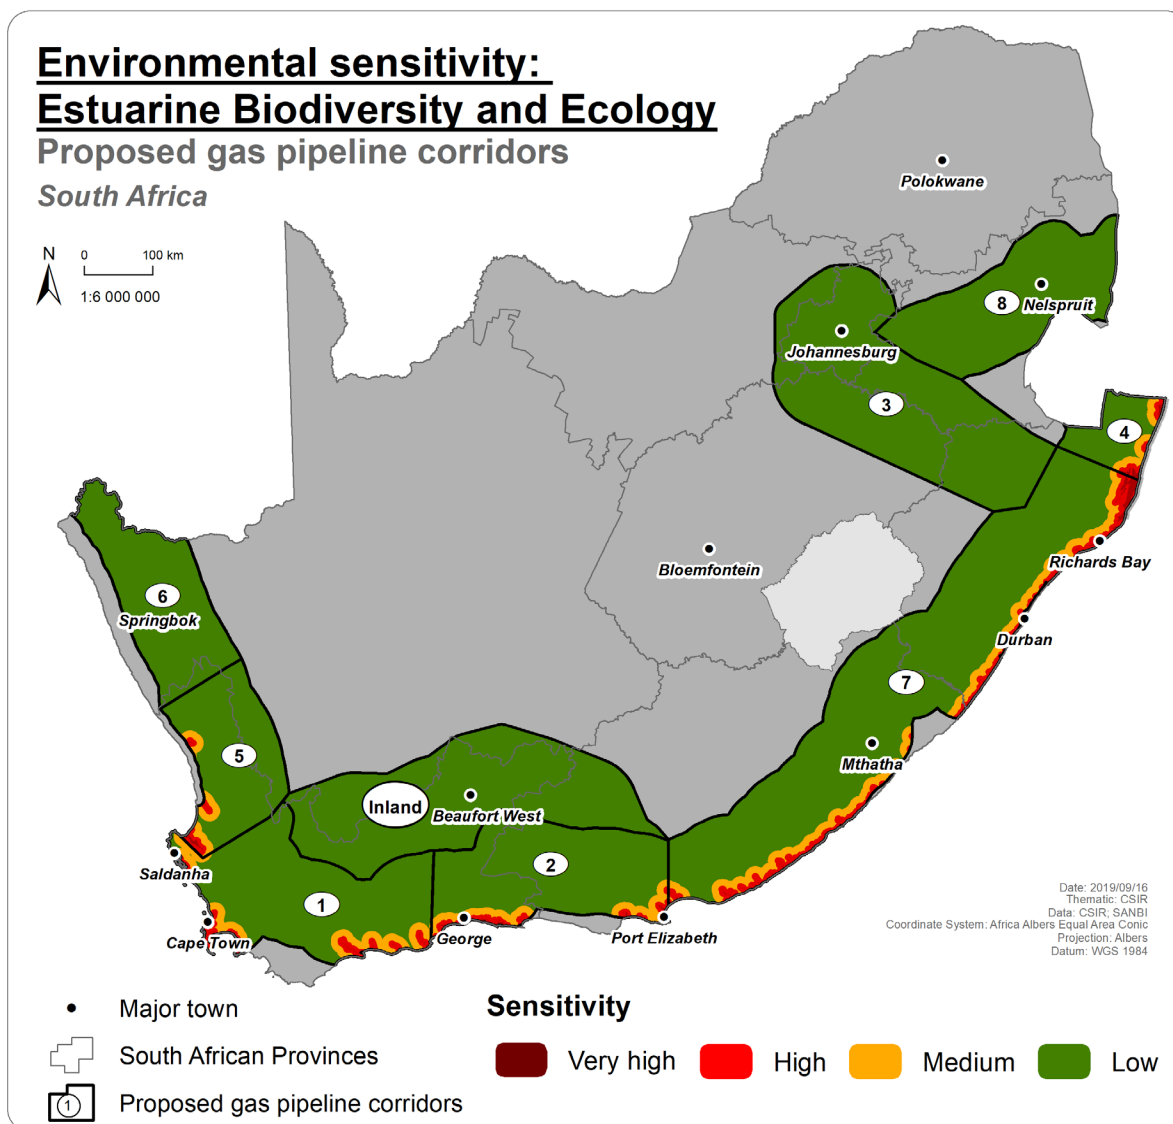 Environmental sensitivity:
Estuarine Biodiversity and Ecology
Proposed gas pipeline corridors
South Africa
N
0 100 km
1:6 000 000
Polokwane
8
Nelspruit
Johannesburg
3
4
Bloemfontein
Richards Bay
6
Springbok
Durban
7
5
Mthatha
Inland
Beaufort West
2
Saldanha
1
Cape Town
George
Port Elizabeth
Date: 2019/09/16
Thematic: CSIR
Data: CSIR; SANBI
Coordinate System: Africa Albers Equal Area Conic
Projection: Albers
Datum: WGS 1984
Major town
South African Provinces
1
Proposed gas pipeline corridors
Sensitivity
Very high High Medium Low